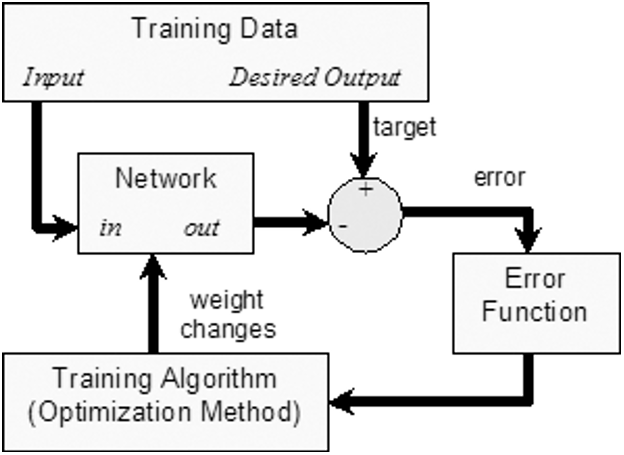 Training Data
Input Desired Output
target
Network
in out
+
-
error
Error
Function
weight
changes
Training Algorithm
(Optimization Method)